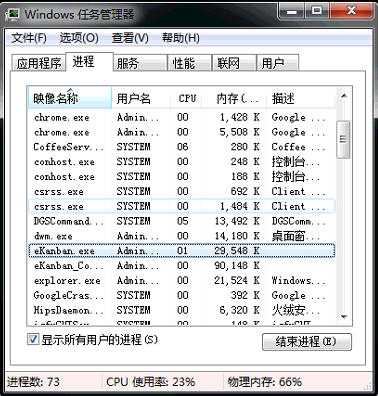 Windows 任务管理器
文件(F) 选项(O) 查看(V) 帮助(H)
应用程序 进程 服务 性能 联网 用户
映像名称 用户名 CPU 内存(... 描述
chrome.exe Admin... 00 1,428 K Google ...
chrome.exe Admin... 00 5,508 K Google ...
CoffeeServ... SYSTEM 06 280 K Coffee ...
conhost.exe SYSTEM 00 248 K 控制台...
conhost.exe SYSTEM 00 188 K 控制台...
csrss.exe SYSTEM 00 692 K Client ...
csrss.exe SYSTEM 00 1,484 K Client ...
DGSCommand... SYSTEM 05 13,492 K DGSComm...
dwm.exe Admin... 00 14,180 K 桌面窗...
eKanban.exe Admin... 01 29,548 K
eKanban_Co... Admin... 00 90,148 K
explorer.exe Admin... 00 21,524 K Windows...
GoogleCras... SYSTEM 00 392 K Google ...
HipsDaemon... SYSTEM 00 6,320 K 火绒安...
显示所有用户的进程(S) 结束进程(E)
进程数: 73 CPU 使用率: 23% 物理内存: 66%